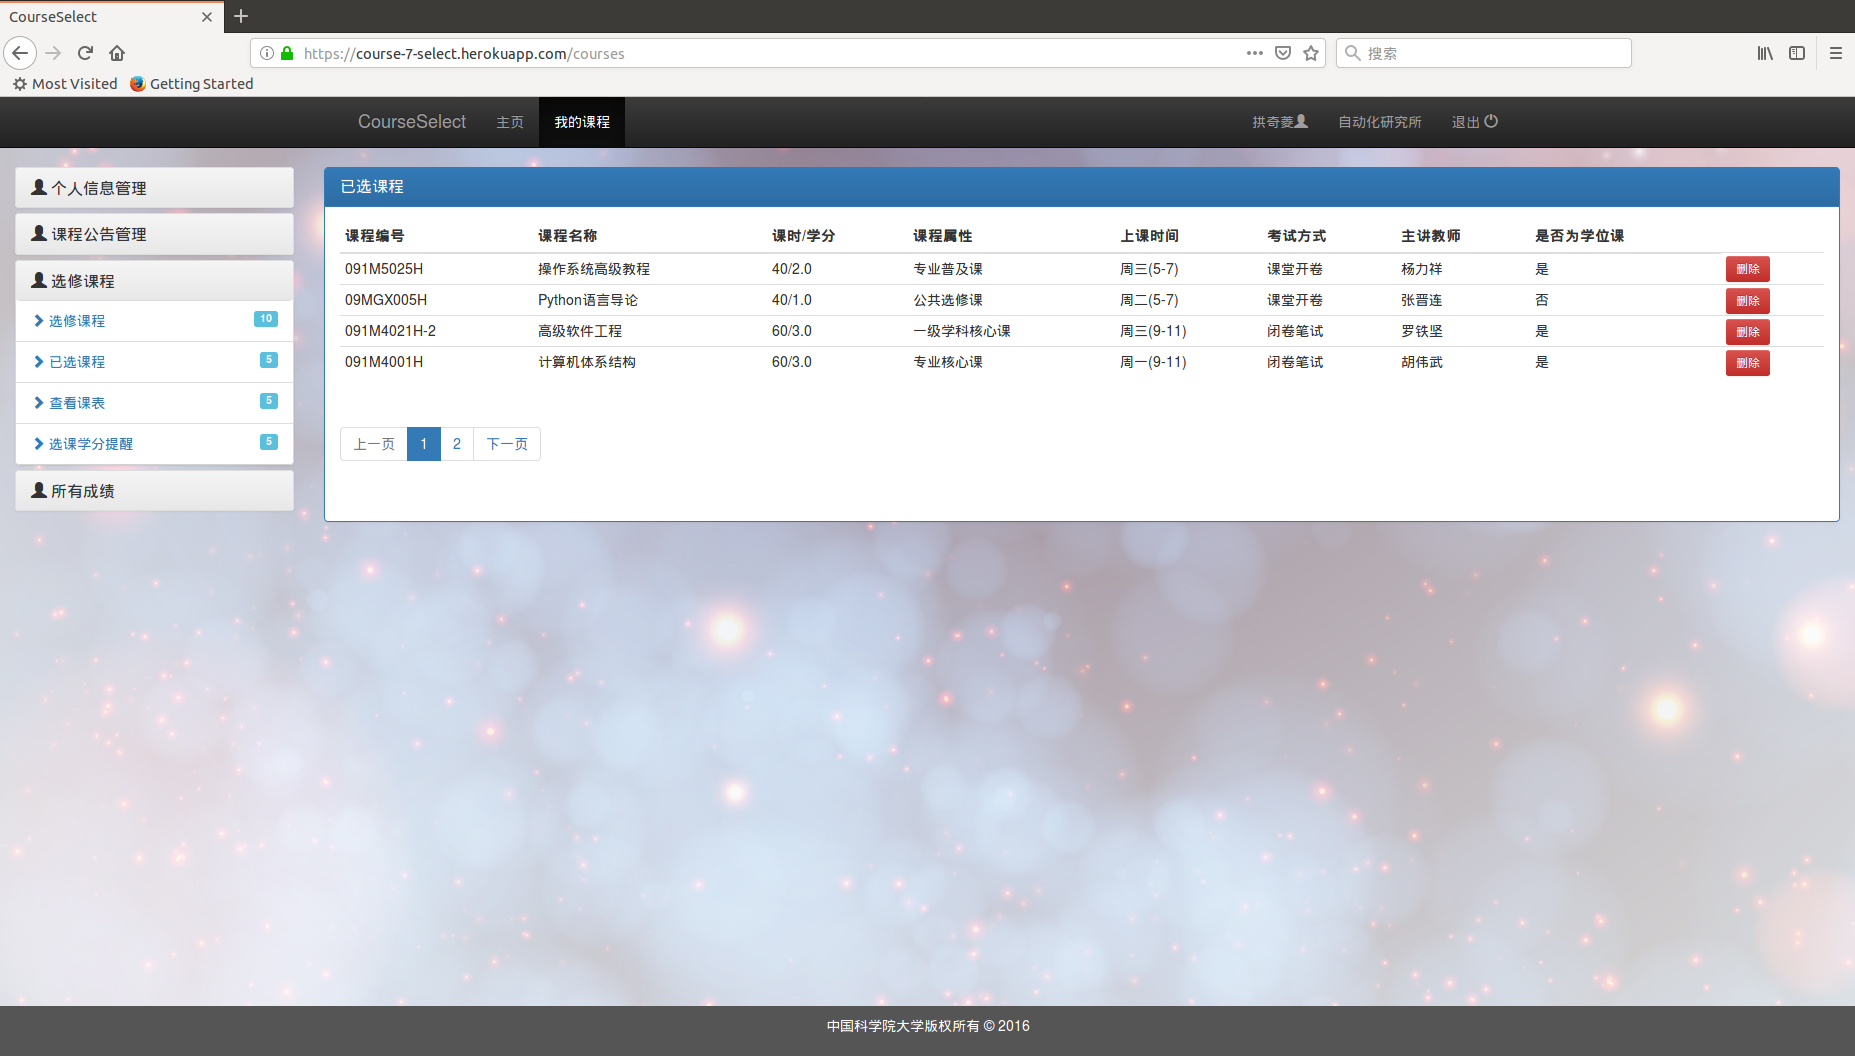 CourseSelect
https://course-7-select.herokuapp.com/courses
搜索
Most Visited Getting Started
CourseSelect 主页 我的课程 拱奇菱 自动化研究所 退出
个人信息管理
课程公告管理
选修课程
选修课程 10
已选课程 5
查看课表 5
选课学分提醒 5
所有成绩
已选课程
课程编号 课程名称 课时/学分 课程属性 上课时间 考试方式 主讲教师 是否为学位课
091M5025H 操作系统高级教程 40/2.0 专业普及课 周三(5-7) 课堂开卷 杨力祥 是 删除
09MGX005H Python语言导论 40/1.0 公共选修课 周二(5-7) 课堂开卷 张晋连 否 删除
091M4021H-2 高级软件工程 60/3.0 一级学科核心课 周三(9-11) 闭卷笔试 罗铁坚 是 删除
091M4001H 计算机体系结构 60/3.0 专业核心课 周一(9-11) 闭卷笔试 胡伟武 是 删除
上一页 1 2 下一页
中国科学院大学版权所有 © 2016